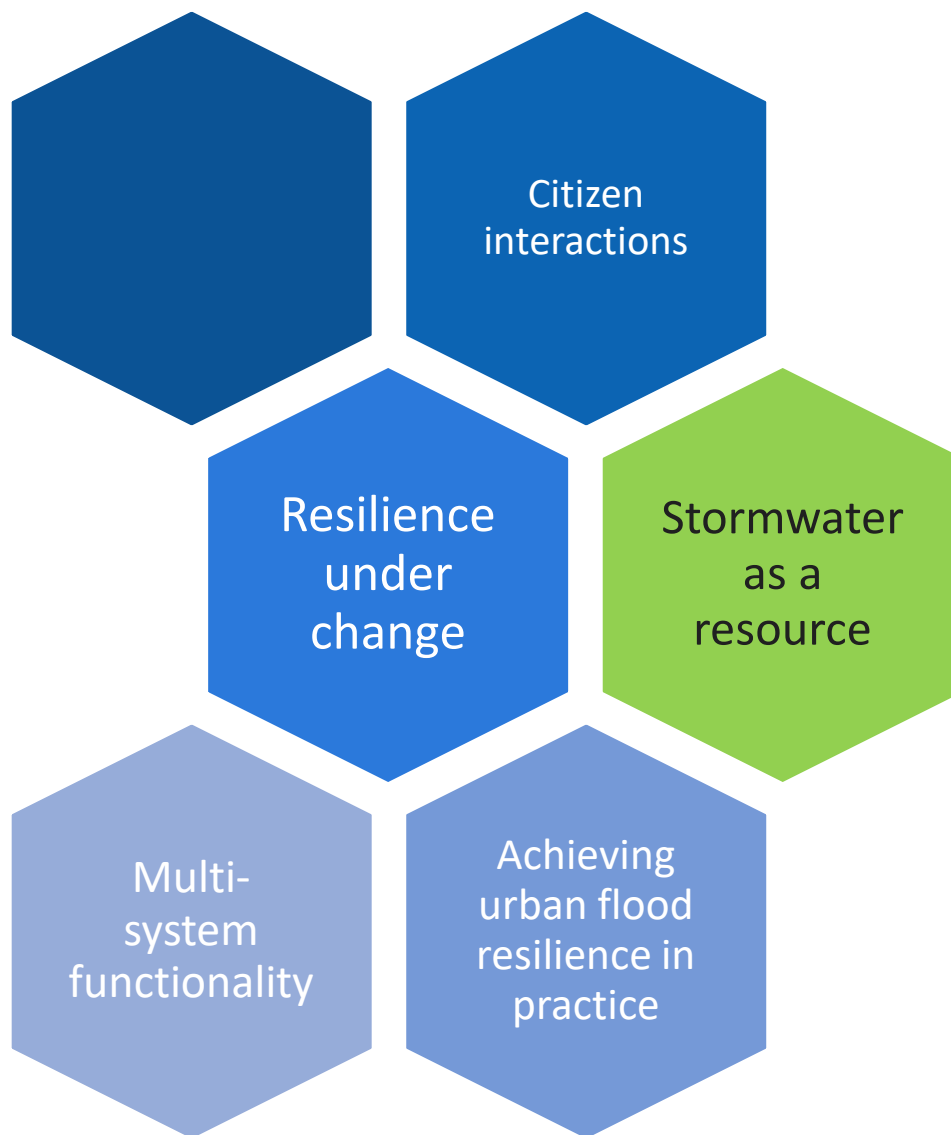 Citizen
interactions
Resilience
under
change
Stormwater
as a
resource
Multi-
system
functionality
Achieving
urban flood
resilience in
practice